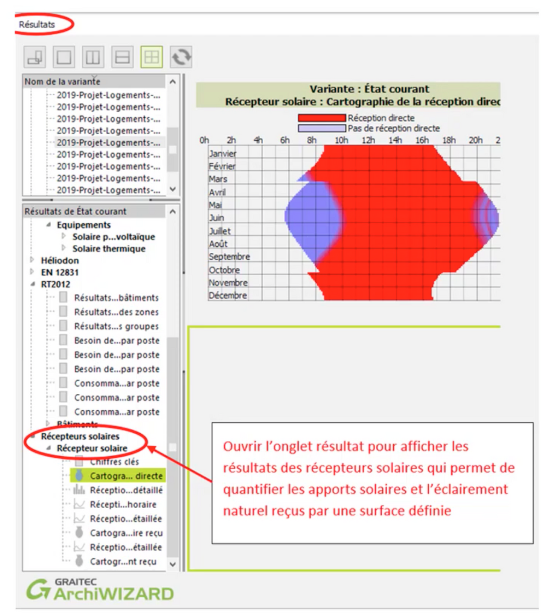 Résultats
Nom de la variante
2019-Projet-Logements-...
2019-Projet-Logements-...
2019-Projet-Logements-...
2019-Projet-Logements-...
2019-Projet-Logements-...
2019-Projet-Logements-...
2019-Projet-Logements-...
2019-Projet-Logements-...
2019-Projet-Logements-...
Résultats de État courant
Equipements
Solaire p...voltaïque
Solaire thermique
Héliodon
EN 12831
RT2012
Résultats...bâtiments
Résultats...des zones
Résultats...s groupes
Besoin de...par poste
Besoin de...par poste
Besoin de...par poste
Consomma...ar poste
Consomma...ar poste
Consomma...ar poste
Bâtiments
Récepteurs solaires
Récepteur solaire
Chiffres clés
Cartogra... directe
Réceptio...détaillé
Récepti...horaire
Réceptio...étaillée
Cartogra...ire reçu
Réceptio...étaillée
Cartogr...nt reçu
Variante : État courant
Récepteur solaire : Cartographie de la réception direc
Réception directe
Pas de réception directe
0h 2h 4h 6h 8h 10h 12h 14h 16h 18h 20h 2
Janvier
Février
Mars
Avril
Mai
Juin
Juillet
Août
Septembre
Octobre
Novembre
Décembre
Ouvrir l'onglet résultat pour afficher les
résultats des récepteurs solaires qui permet de
quantifier les apports solaires et l'éclairement
naturel reçus par une surface définie
GRAITEC
ArchiWIZARD